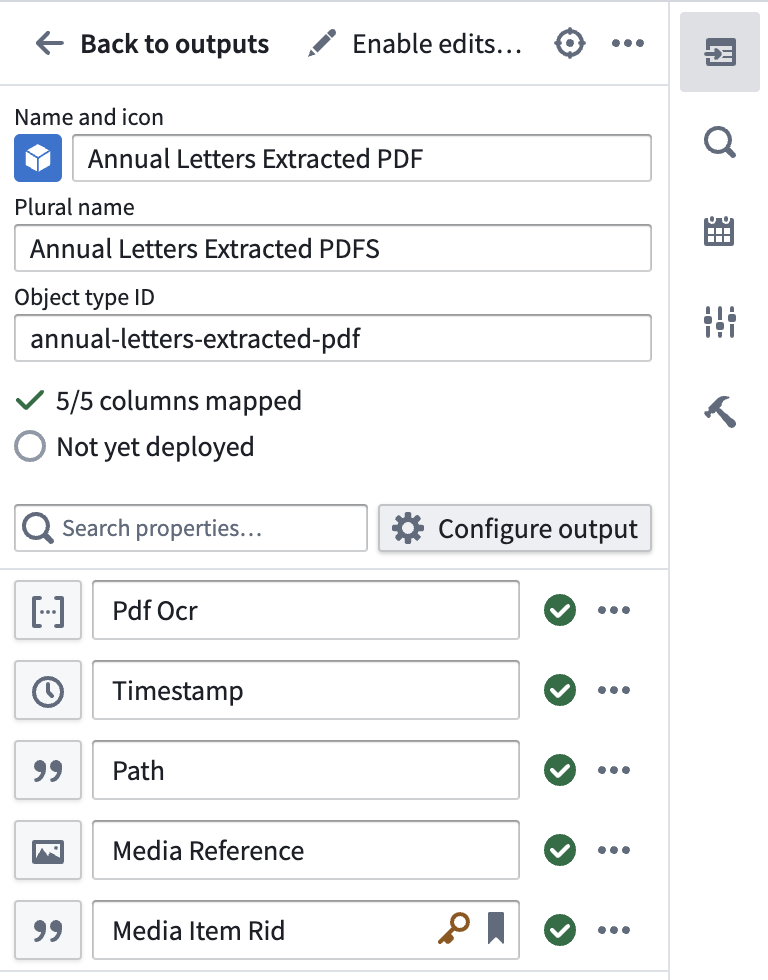 Back to outputs Enable edits…
Name and icon
Annual Letters Extracted PDF
Plural name
Annual Letters Extracted PDFS
Object type ID
annual-letters-extracted-pdf
5/5 columns mapped
Not yet deployed
Search properties… Configure output
Pdf Ocr
Timestamp
Path
Media Reference
Media Item Rid